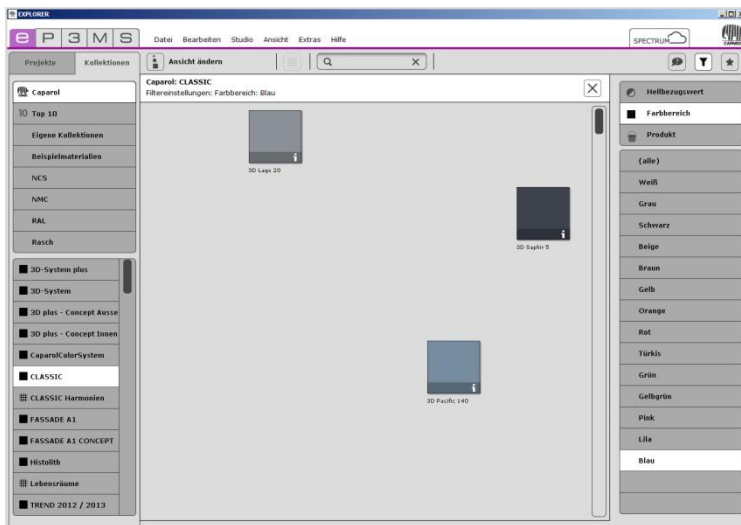 EXPLORER
e P 3 M S
Datei Bearbeiten Studio Ansicht Extras Hilfe
SPECTRUM
CAPAROL
Projekte Kollektionen
Ansicht ändern
Caparol
10 Top 10
Eigene Kollektionen
Beispielmaterialien
NCS
NMC
RAL
Rasch
3D-System plus
3D-System
3D plus - Concept Ausse
3D plus - Concept Innen
CaparolColorSystem
CLASSIC
CLASSIC Harmonien
FASSADE A1
FASSADE A1 CONCEPT
Histolith
Lebensräume
TREND 2012 / 2013
Caparol: CLASSIC
Filtereinstellungen: Farbbereich: Blau
3D Lago 20
3D Saphir 5
3D Pacific 140
Hellbezugswert
Farbbereich
Produkt
(alle)
Weiß
Grau
Schwarz
Beige
Braun
Gelb
Orange
Rot
Türkis
Grün
Gelbgrün
Pink
Lila
Blau